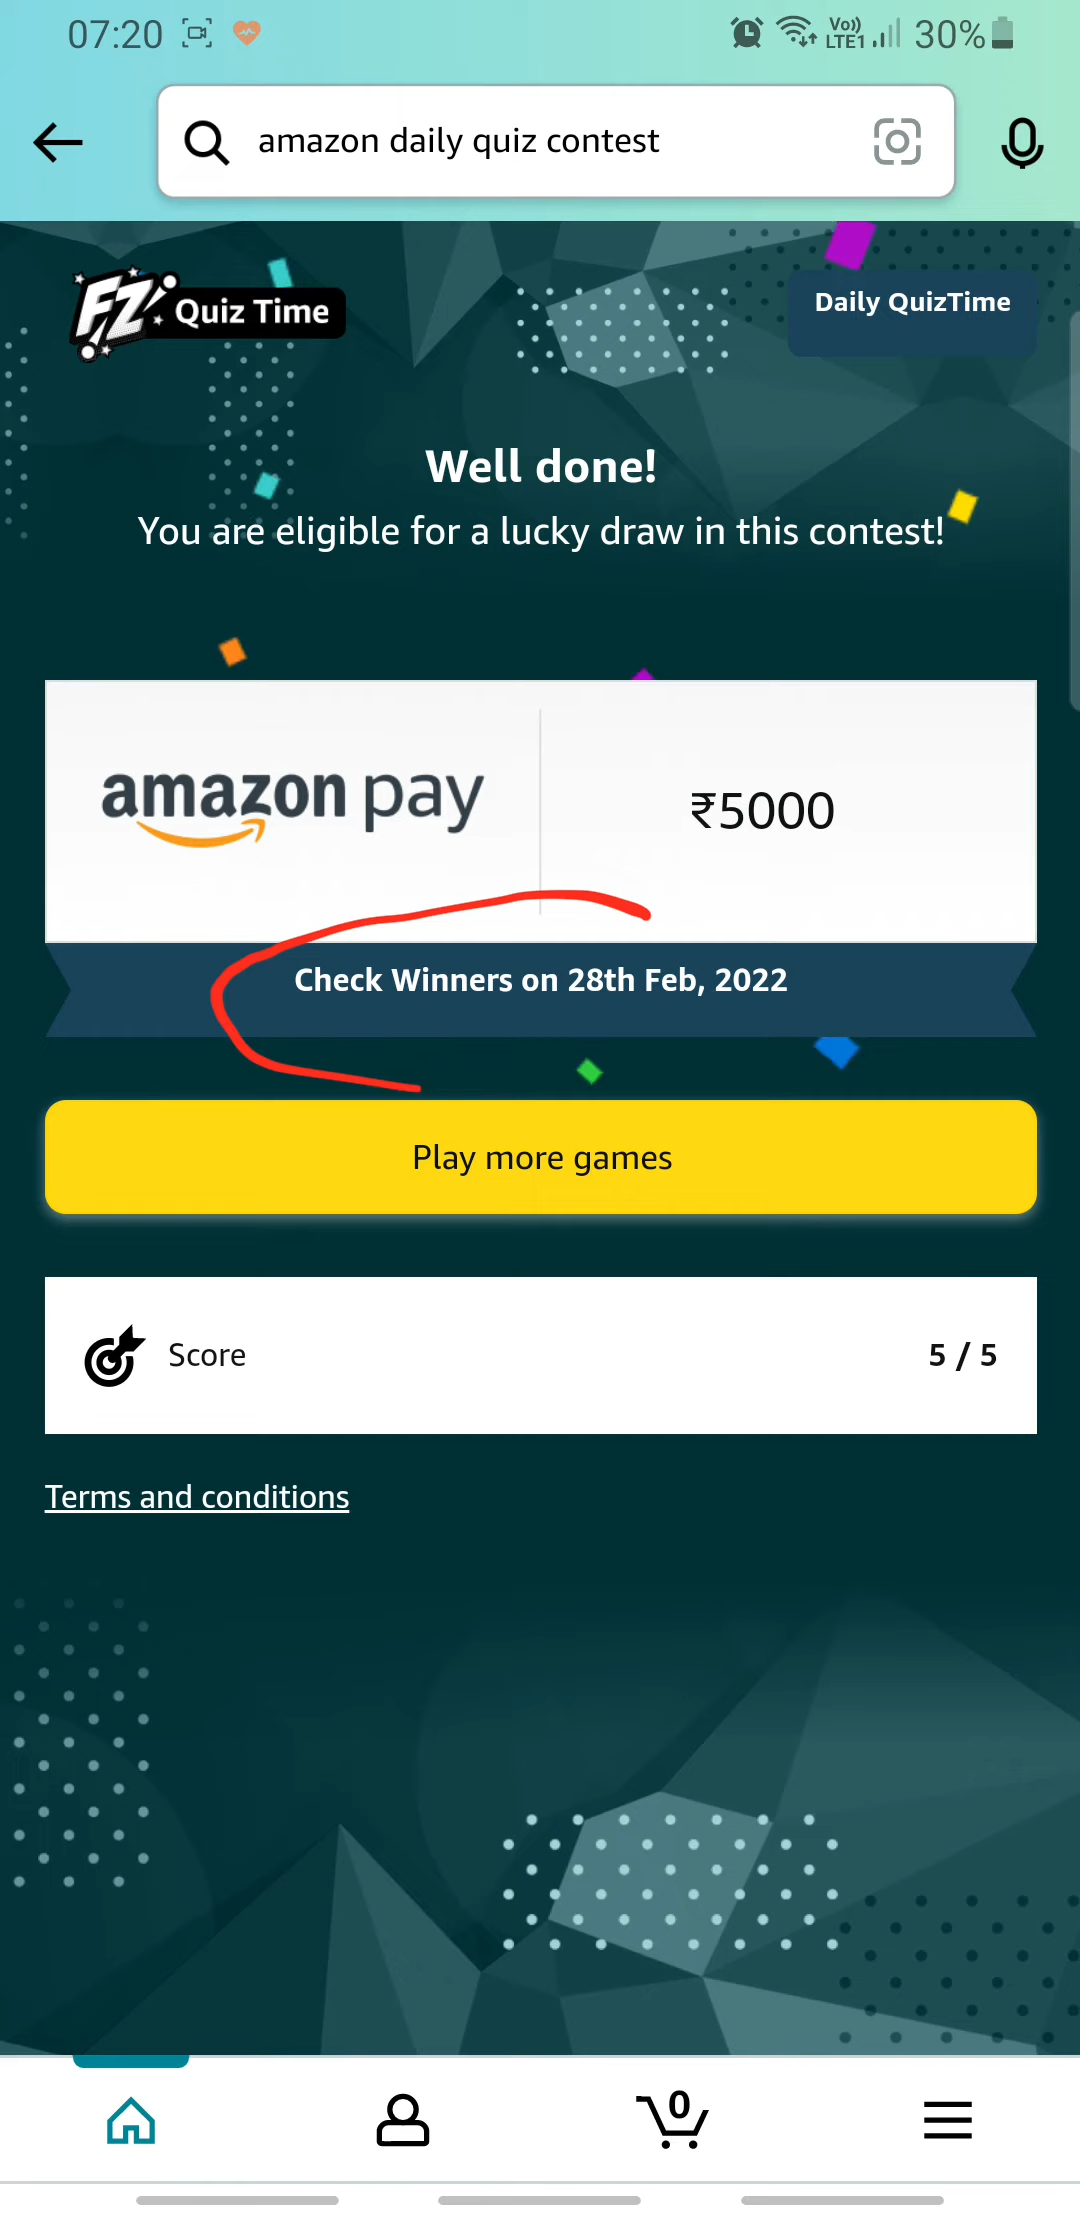 07:20 Vo)) LTE1 30%
amazon daily quiz contest
FZ Quiz Time
Daily QuizTime
Well done!
You are eligible for a lucky draw in this contest!
amazon pay
₹5000
Check Winners on 28th Feb, 2022
Play more games
Score 5 / 5
Terms and conditions
0